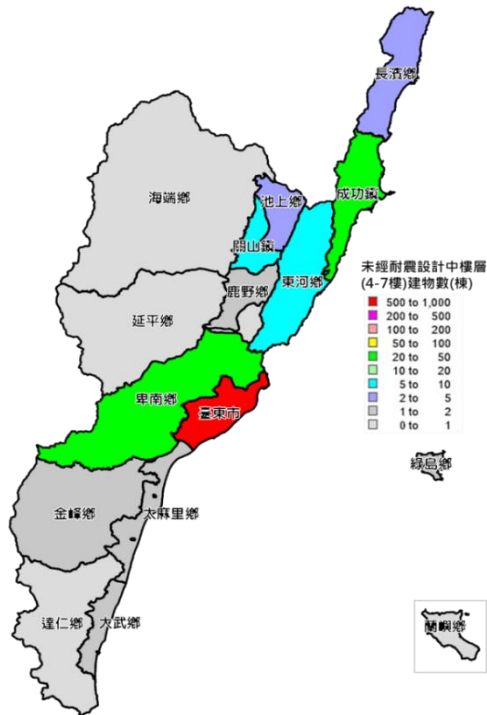 長濱鄉
海端鄉
池上鄉
成功鎮
關山鎮
未經耐震設計中樓層
(4-7樓)建物數(棟)
鹿野鄉
東河鄉
500 to 1,000
200 to 500
延平鄉
100 to 200
50 to 100
20 to 50
10 to 20
5 to 10
卑南鄉
2 to 5
臺東市
1 to 2
0 to 1
綠島鄉
金峰鄉
太麻里鄉
達仁鄉
大武鄉
蘭嶼鄉